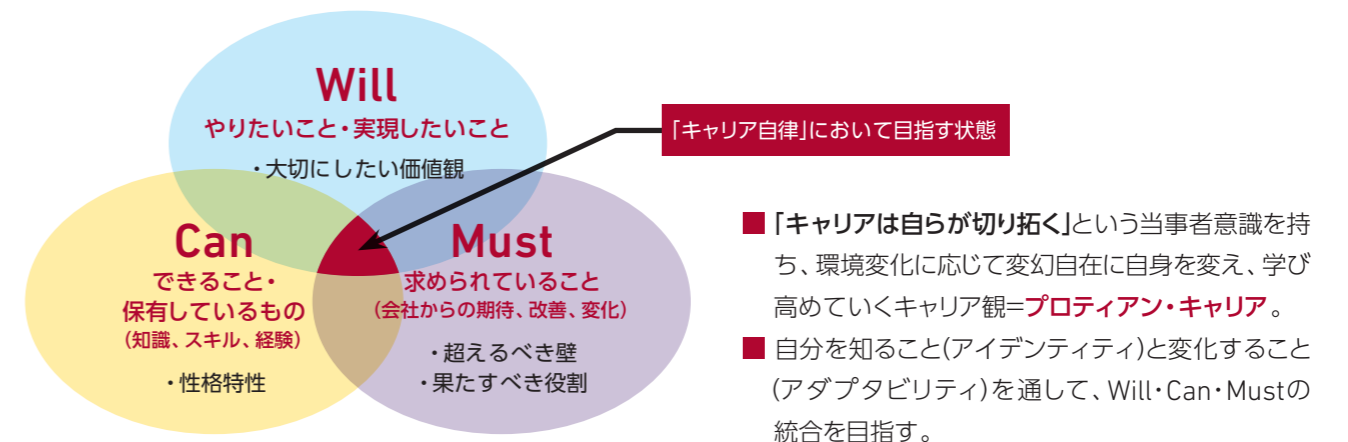 Will
やりたいこと・実現したいこと
・大切にしたい価値観
「キャリア自律」において目指す状態
Can
できること・
保有しているもの
(知識、スキル、経験)
・性格特性
Must
求められていること
(会社からの期待、改善、変化)
・超えるべき壁
・果たすべき役割
■「キャリアは自らが切り拓く」という当事者意識を持
ち、環境変化に応じて変幻自在に自身を変え、学び
高めていくキャリア観=プロティアン・キャリア。
■ 自分を知ること(アイデンティティ)と変化すること
(アダプタビリティ)を通して、Will・Can・Mustの
統合を目指す。